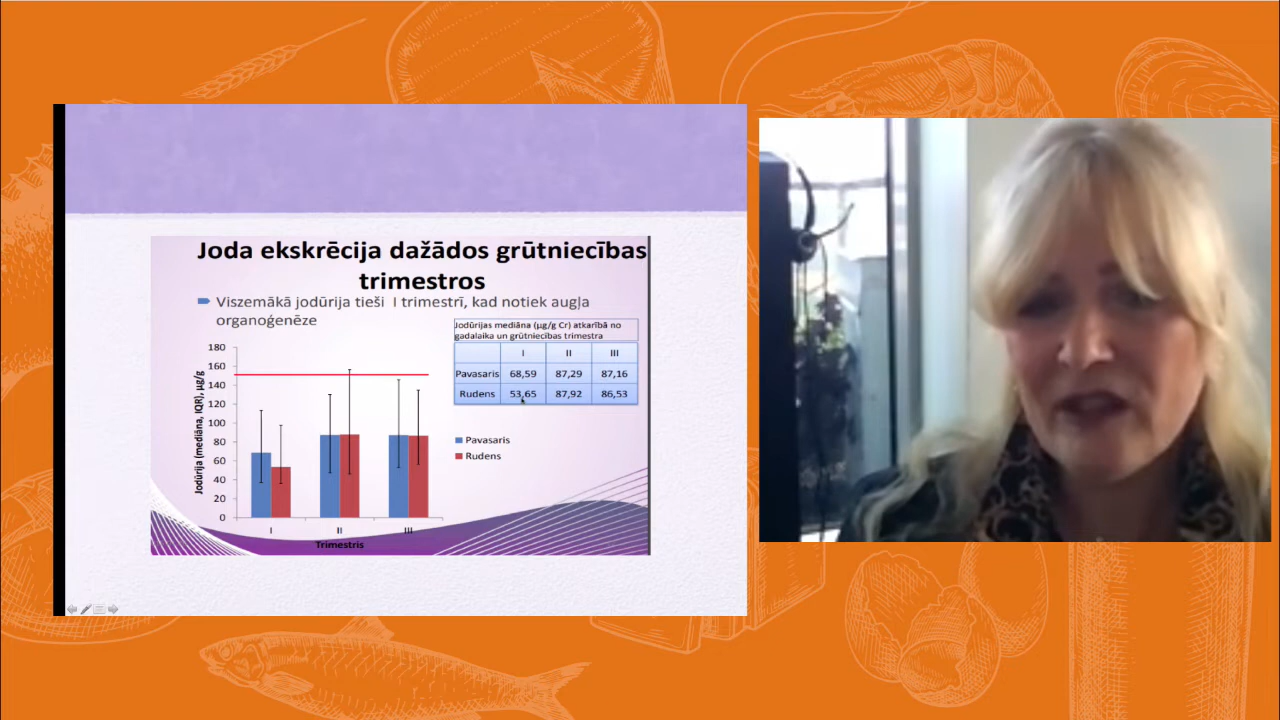 Joda ekskrēcija dažādos grūtniecības
trimestros
Viszemākā jodūrija tieši I trimestrī, kad notiek augļa
organoģenēze
Jodūrijas mediāna (µg/g Cr) atkarībā no
gadalaika un grūtniecības trimestra
I II III
Pavasaris 68,59 87,29 87,16
Rudens 53,65 87,92 86,53
Jodūrija (mediāna, IQR), µg/g
180
160
140
120
100
80
60
40
20
0
I II III
Trimestris
Pavasaris
Rudens